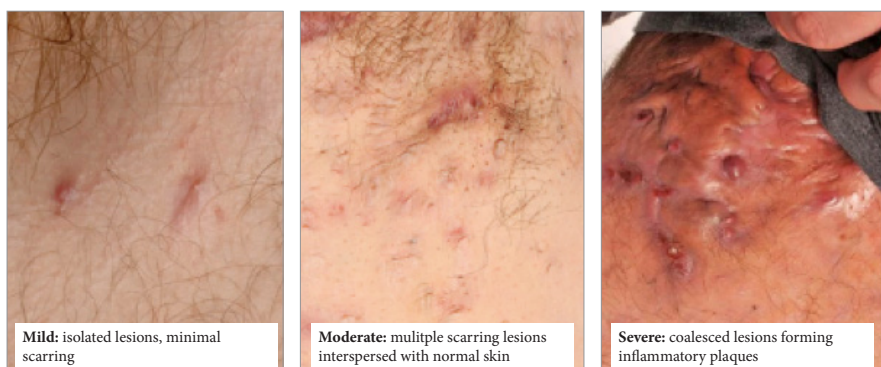 Mild: isolated lesions, minimal
scarring
Moderate: mulitple scarring lesions
interspersed with normal skin
Severe: coalesced lesions forming
inflammatory plaques